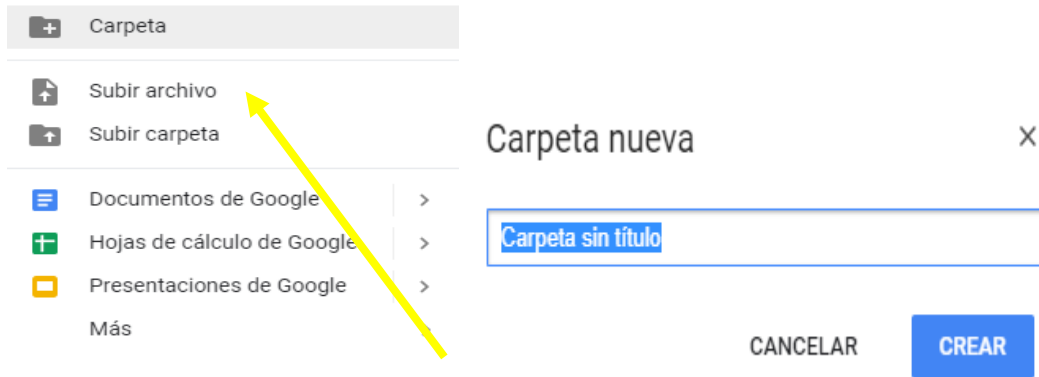 Carpeta
Subir archivo
Subir carpeta
Documentos de Google
Hojas de cálculo de Google
Presentaciones de Google
Más
Carpeta nueva
Carpeta sin título
CANCELAR CREAR